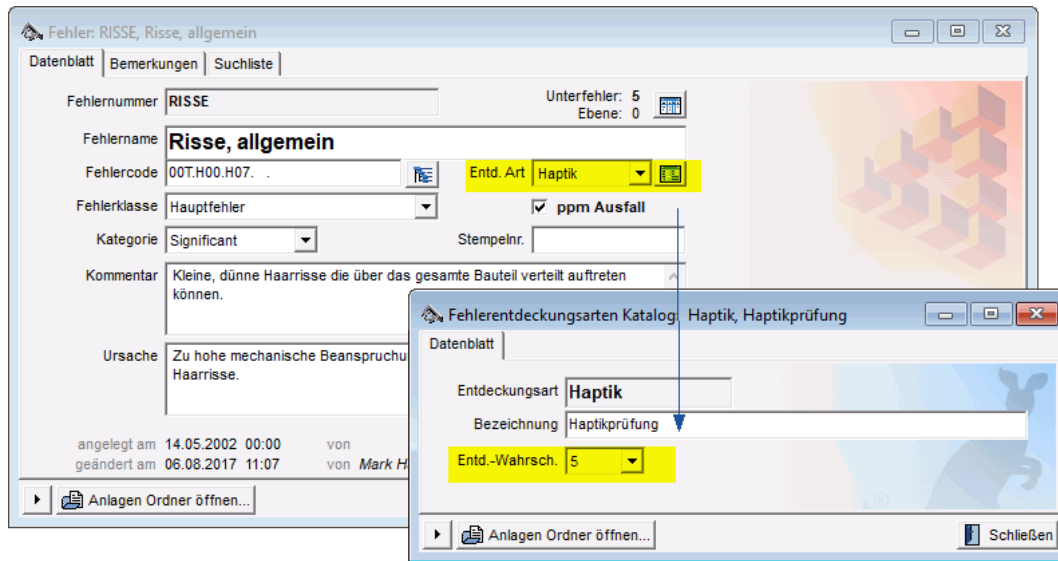 Fehler: RISSE, Risse, allgemein
Datenblatt Bemerkungen Suchliste
Fehlernummer RISSE Unterfehler: 5
Ebene: 0
Fehlername Risse, allgemein
Fehlercode 00T.H00.H07. . Entd. Art Haptik
Fehlerklasse Hauptfehler ppm Ausfall
Kategorie Significant Stempelnr.
Kommentar Kleine, dünne Haarrisse die über das gesamte Bauteil verteilt auftreten
können.
Ursache Zu hohe mechanische
Haarrisse.
angelegt am 14.05.2002 00:00 von
geändert am 06.08.2017 11:07 von Mark
Anlagen Ordner öffnen...
Fehlerentdeckungsarten Katalog: Haptik, Haptikprüfung
Datenblatt
Entdeckungsart Haptik
Bezeichnung Haptikprüfung
Entd.-Wahrsch. 5
Anlagen Ordner öffnen... Schließen